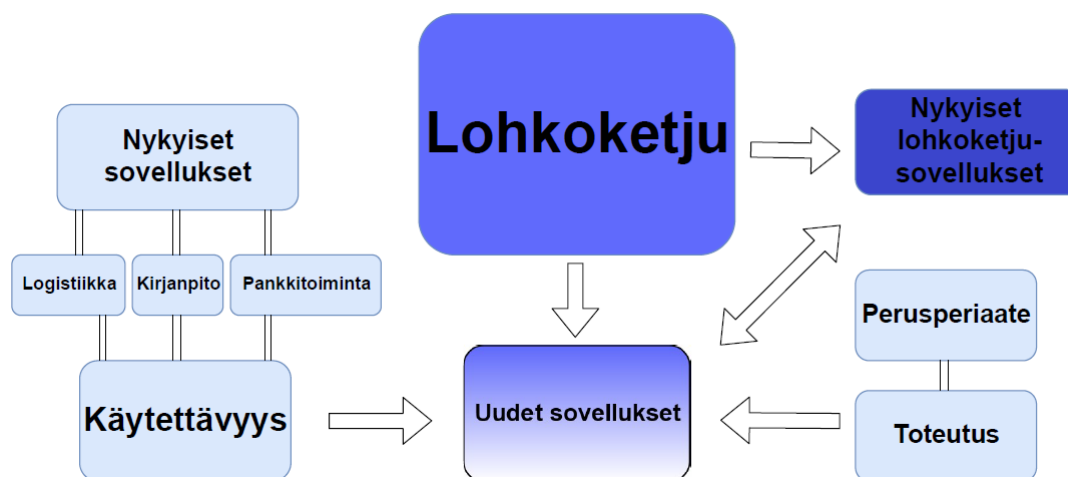 Lohkoketju
Nykyiset
lohkoketju-
sovellukset
Nykyiset
sovellukset
Logistiikka
Kirjanpito
Pankkitoiminta
Perusperiaate
Käytettävyys
Uudet sovellukset
Toteutus